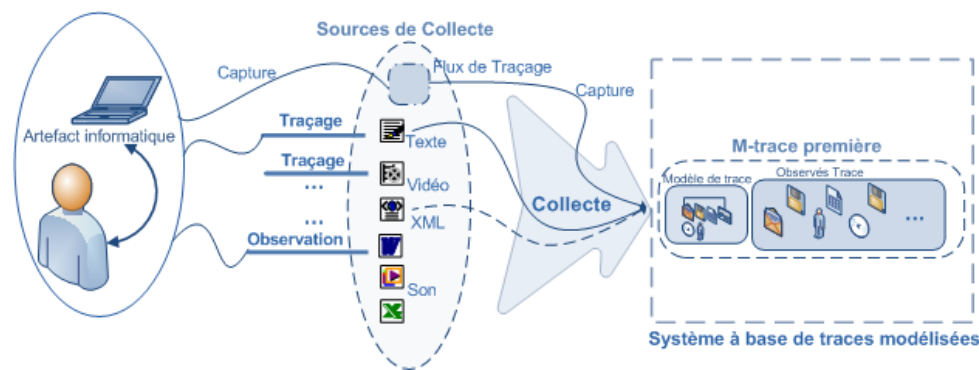 Sources de Collecte
Capture
Flux de Traçage
Capture
Artefact informatique
Traçage
Texte
Traçage
...
Vidéo
...
XML
Observation
Son
Collecte
M-trace première
Modèle de trace
Observés Trace
...
Système à base de traces modélisées